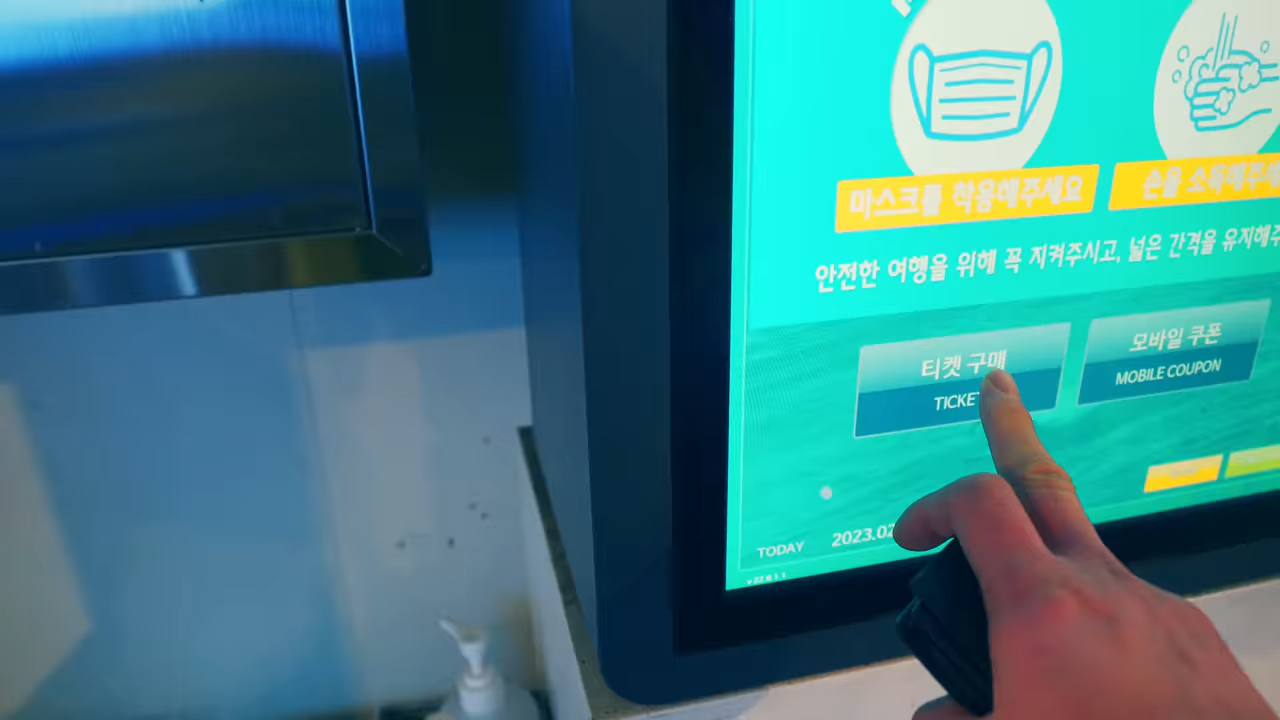 마스크를 착용해주세요
손을 소독해주세
안전한 여행을 위해 꼭 지켜주시고, 넓은 간격을 유지해주
티켓 구매
TICKET
모바일 쿠폰
MOBILE COUPON
TODAY 2023.02